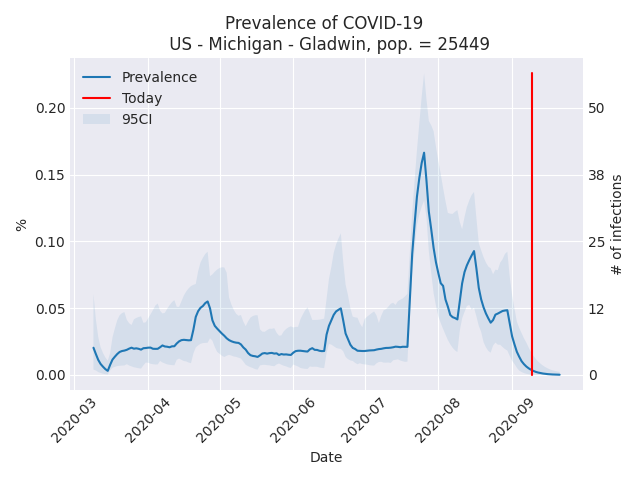 Prevalence of COVID-19
US - Michigan - Gladwin, pop. = 25449
Prevalence
Today
95CI
0.20
0.15
0.10
0.05
0.00
%
50
38
25
12
0
# of infections
2020-03
2020-04
2020-05
2020-06
2020-07
2020-08
2020-09
Date